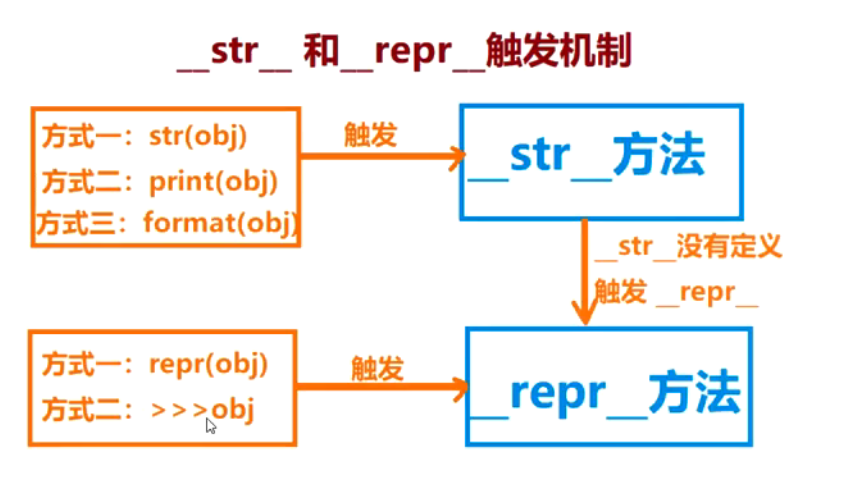 __str__ 和__repr__触发机制
方式一：str(obj)
方式二：print(obj)
方式三：format(obj)
触发
__str__方法
__str__没有定义
触发 __repr__
方式一：repr(obj)
方式二：>>>obj
触发
__repr__方法